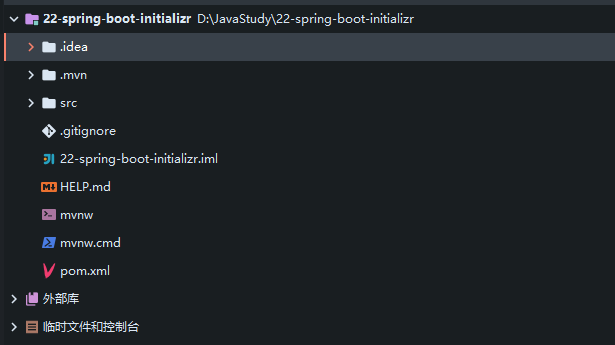 22-spring-boot-initializr D:\JavaStudy\22-spring-boot-initializr
.idea
.mvn
src
.gitignore
22-spring-boot-initializr.iml
HELP.md
mvnw
mvnw.cmd
pom.xml
外部库
临时文件和控制台